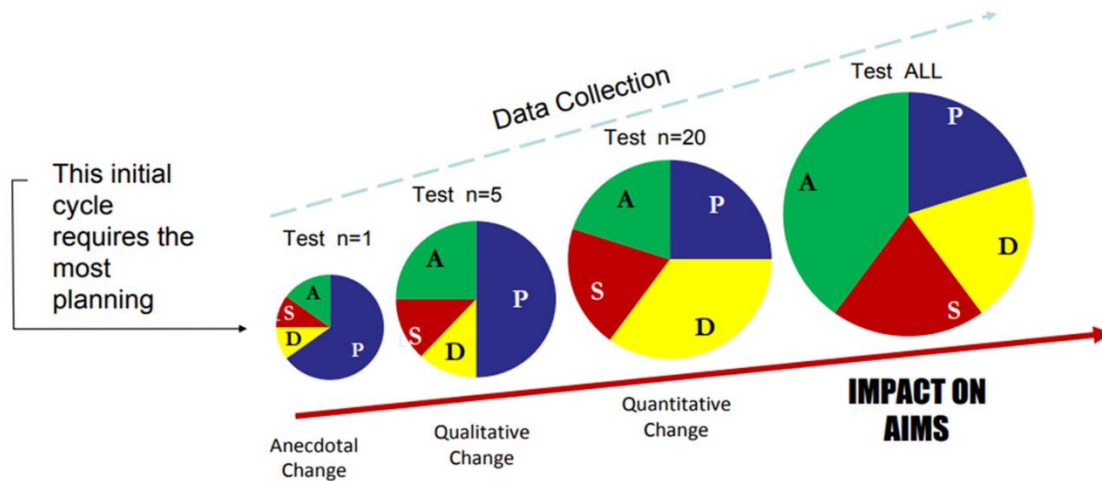 This initial
cycle
requires the
most
planning
Data Collection
Test n=1
A
S
D
P
Test n=5
A
P
S
D
Test n=20
A
P
S
D
Test ALL
P
A
D
S
Anecdotal
Change
Qualitative
Change
Quantitative
Change
IMPACT ON
AIMS